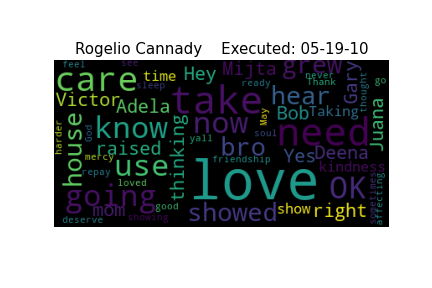 Rogelio Cannady    Executed: 05-19-10
feel see grew never go
care time Hey Mijta ready Thank Gary thought
Victor Adela take hear Bob Taking Juana
harder God know now May need
house raised thinking yall bro soul Yes Deena
mercy use friendship kindness
repay loved love OK sometimes affecting
going mom good showed show right
deserve showing sleep